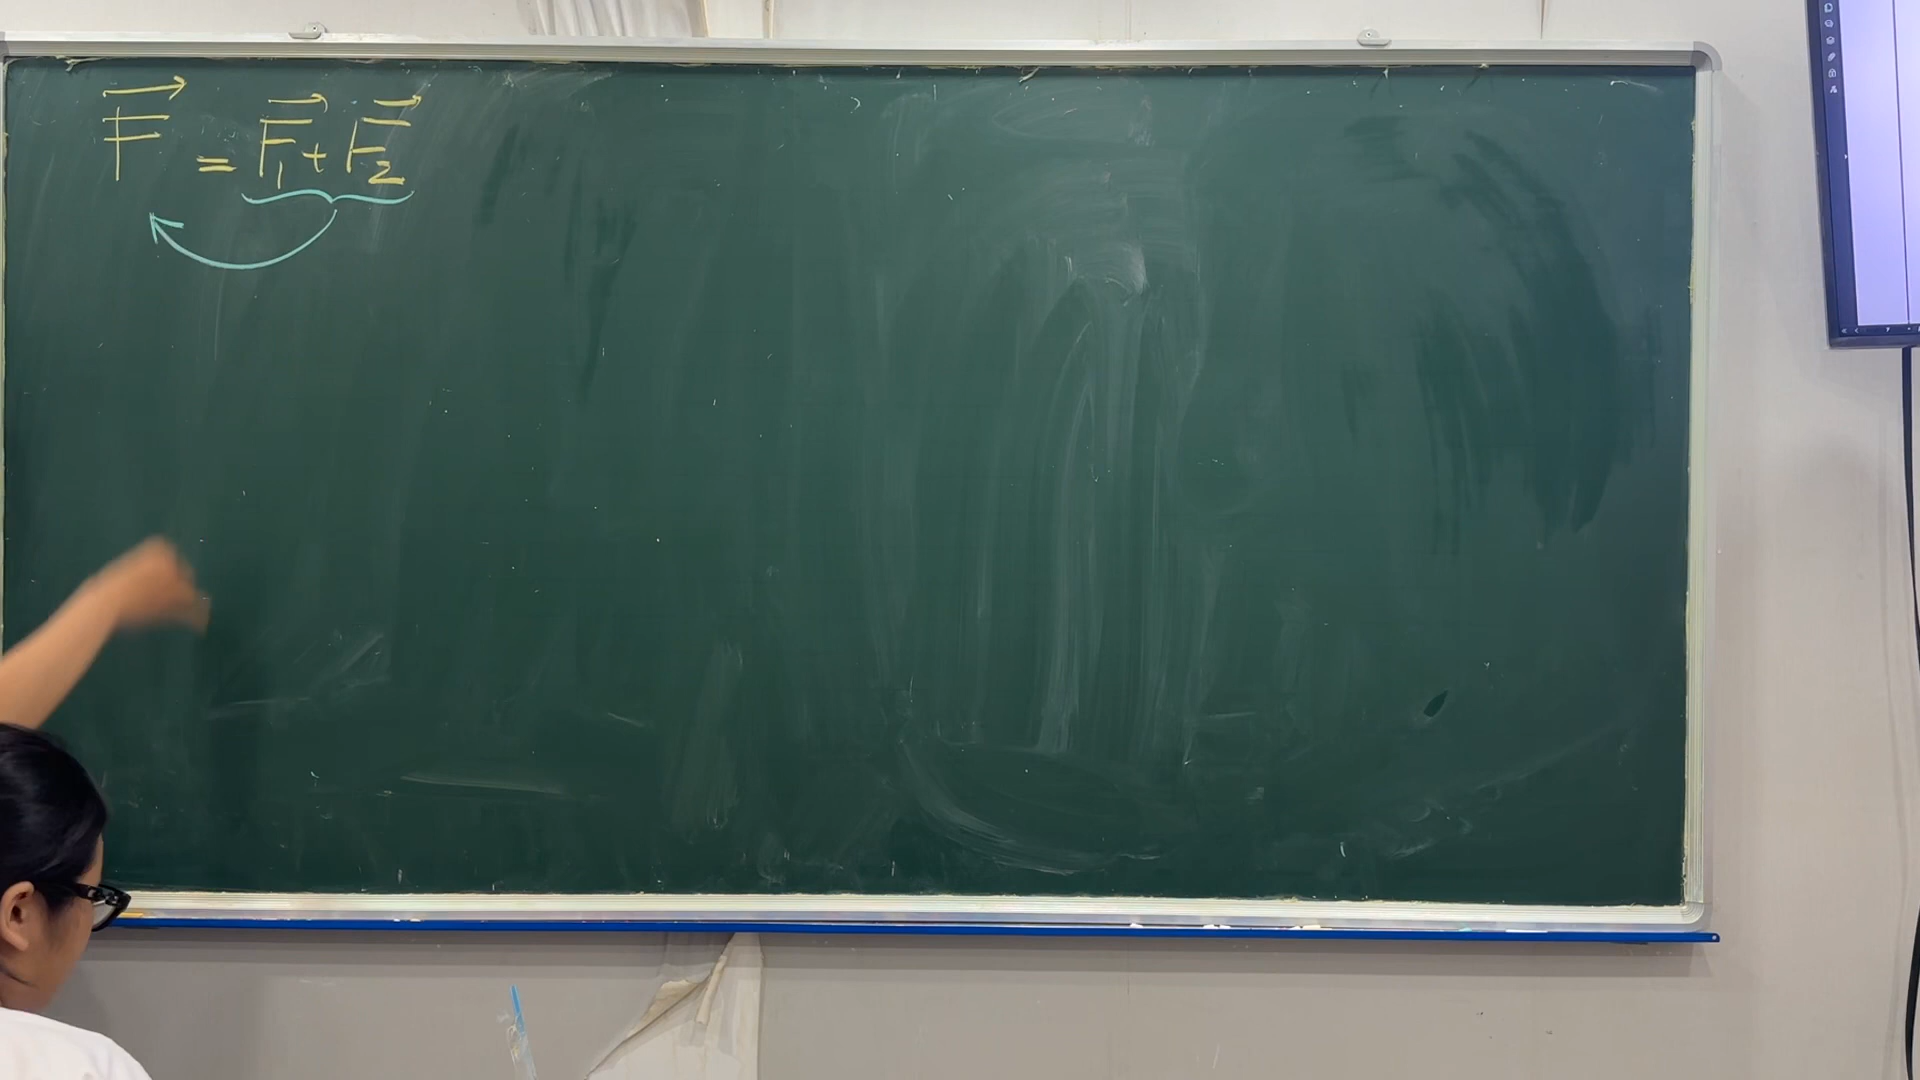 F⃗ = F⃗₁ + F⃗₂